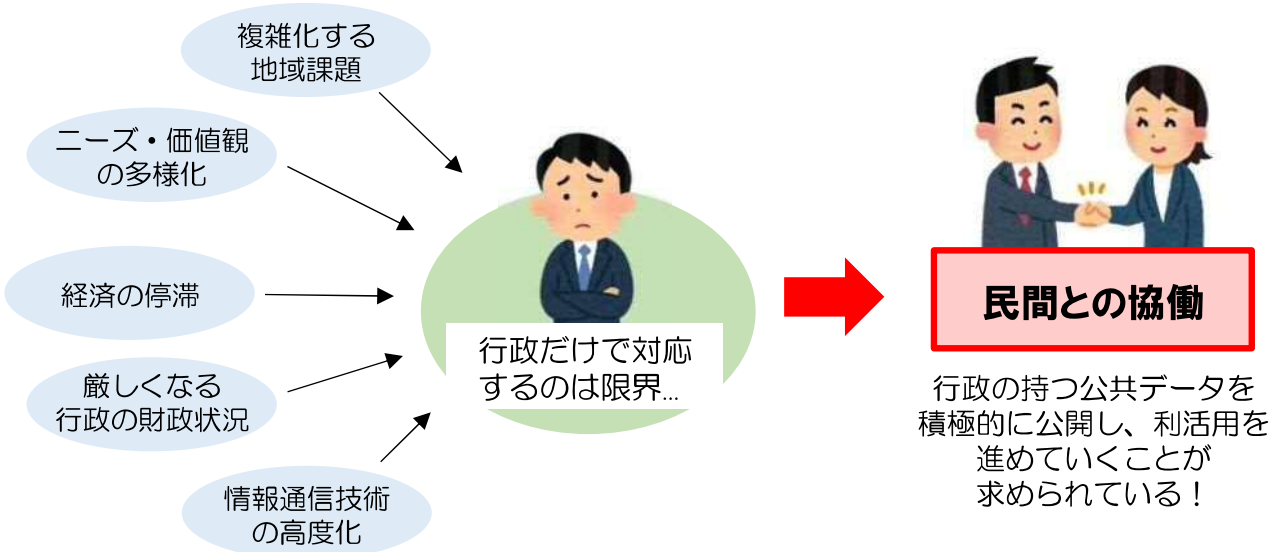 複雑化する
地域課題
ニーズ・価値観
の多様化
経済の停滞
厳しくなる
行政の財政状況
情報通信技術
の高度化
行政だけで対応
するのは限界...
民間との協働
行政の持つ公共データを
積極的に公開し、利活用を
進めていくことが
求められている！